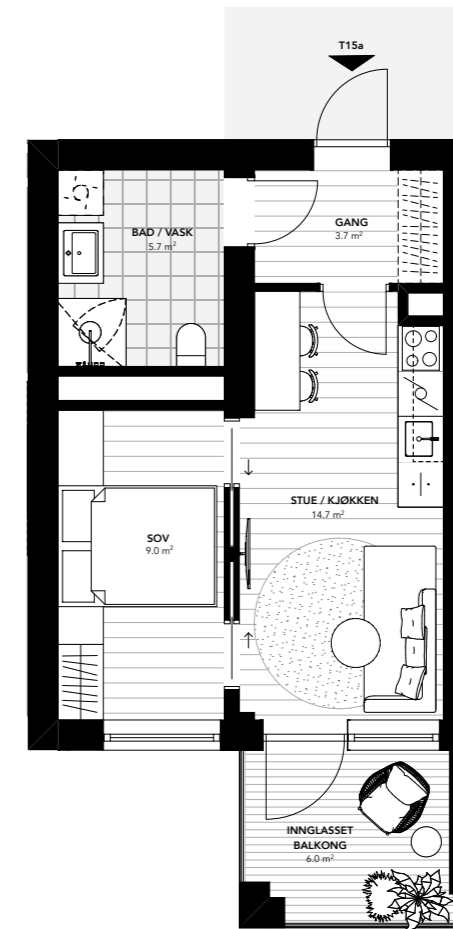 T15a
BAD / VASK
5.7 m²
GANG
3.7 m²
STUE / KJØKKEN
14.7 m²
SOV
9.0 m²
INNGLASSET
BALKONG
6.0 m²